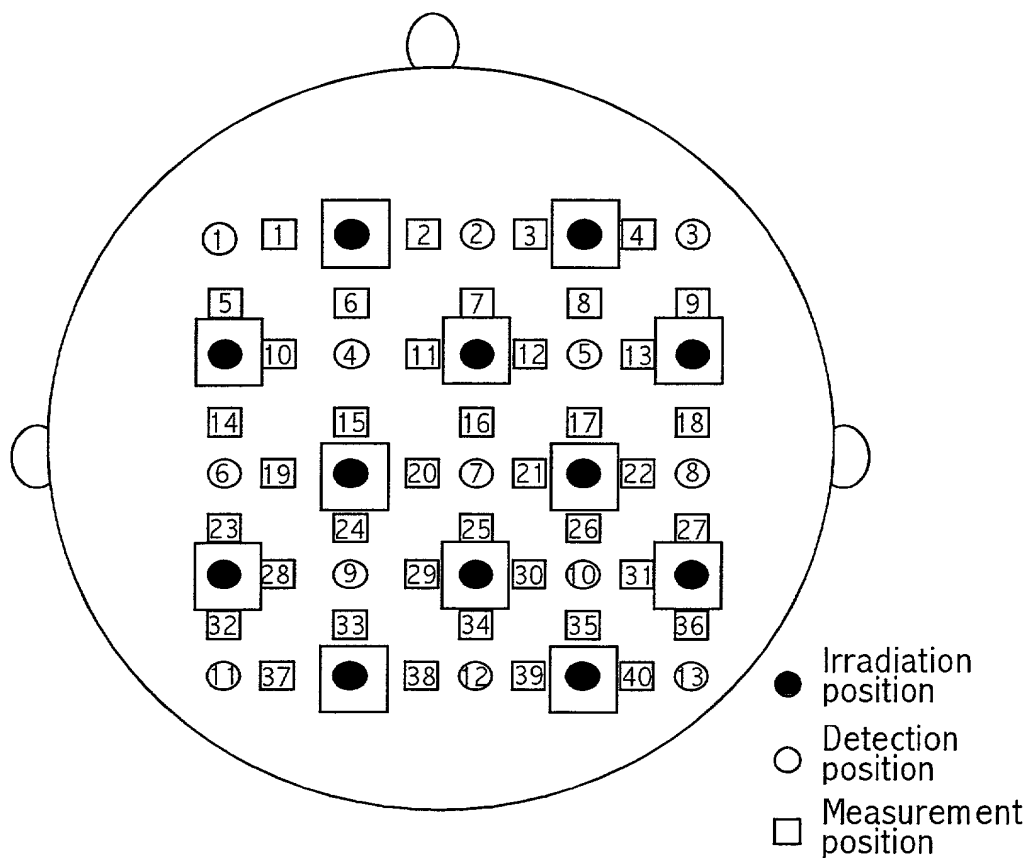 1 1 2 2 3 4 3
5 6 7 8 9
10 4 11 12 5 13
14 15 16 17 18
6 19 20 7 21 22 8
23 24 25 26 27
28 9 29 30 10 31
32 33 34 35 36
11 37 38 12 39 40 13
Irradiation
position
Detection
position
Measurement
position